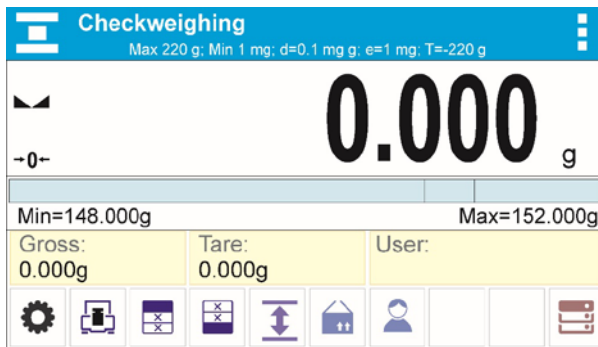 Checkweighing
Max 220 g; Min 1 mg; d=0.1 mg g; e=1 mg; T=-220 g
0.000 g
→0←
Min=148.000g Max=152.000g
Gross: Tare: User:
0.000g 0.000g